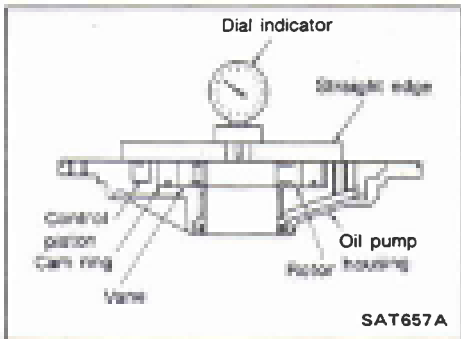 Dial indicator
Straight edge
Control
piston
Cam ring
Vane
Oil pump
housing
Rotor
SAT657A